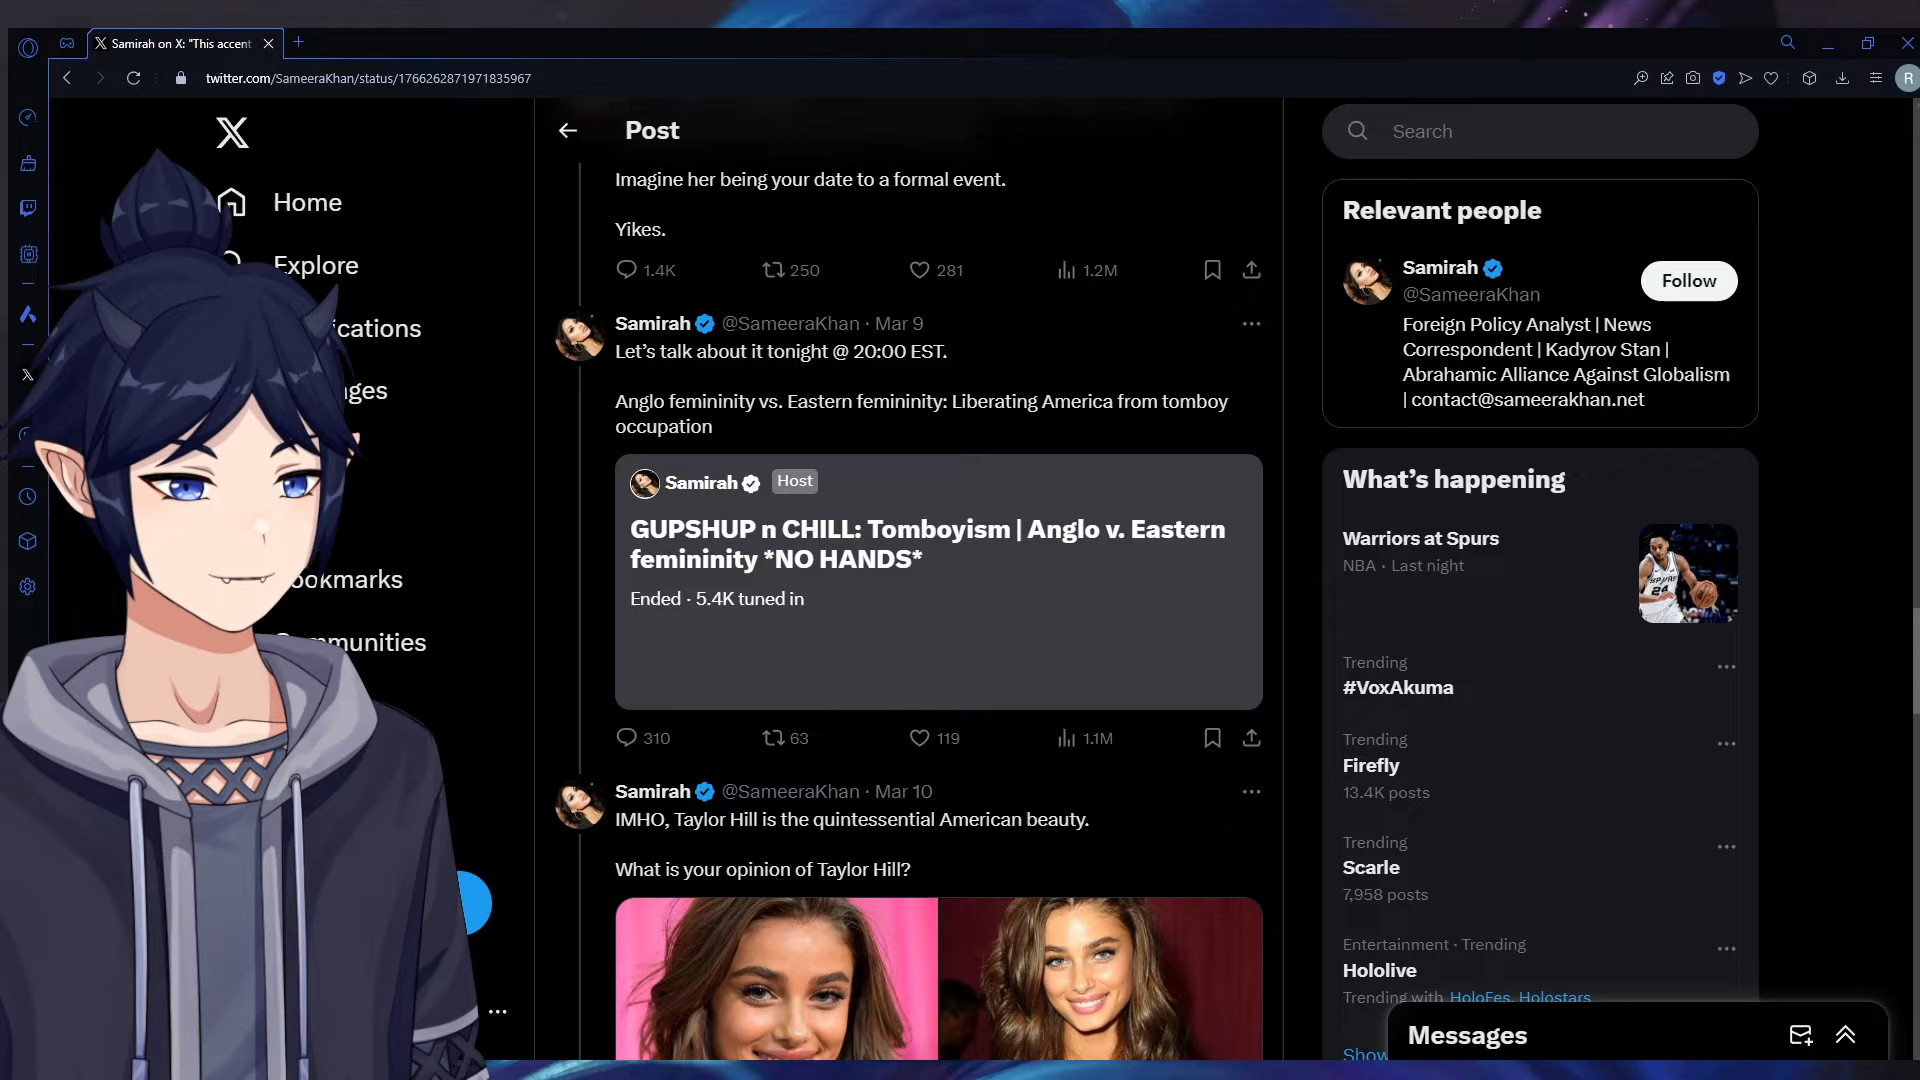 Samirah on X: "This accent
twitter.com/SameeraKhan/status/1766262871971835967
R
X
Home
Explore
ications
ges
ookmarks
mmunities
Post
Imagine her being your date to a formal event.
Yikes.
1.4K 250 281 1.2M
Samirah @SameeraKhan · Mar 9
Let's talk about it tonight @ 20:00 EST.
Anglo femininity vs. Eastern femininity: Liberating America from tomboy
occupation
Samirah Host
GUPSHUP n CHILL: Tomboyism | Anglo v. Eastern
femininity *NO HANDS*
Ended · 5.4K tuned in
310 63 119 1.1M
Samirah @SameeraKhan · Mar 10
IMHO, Taylor Hill is the quintessential American beauty.
What is your opinion of Taylor Hill?
Search
Relevant people
Samirah
@SameeraKhan
Follow
Foreign Policy Analyst | News
Correspondent | Kadyrov Stan |
Abrahamic Alliance Against Globalism
| contact@sameerakhan.net
What's happening
Warriors at Spurs
NBA · Last night
SPURS
24
Trending
#VoxAkuma
Trending
Firefly
13.4K posts
Trending
Scarle
7,958 posts
Entertainment · Trending
Hololive
Trending with HoloFes, Holostars
Show
Messages